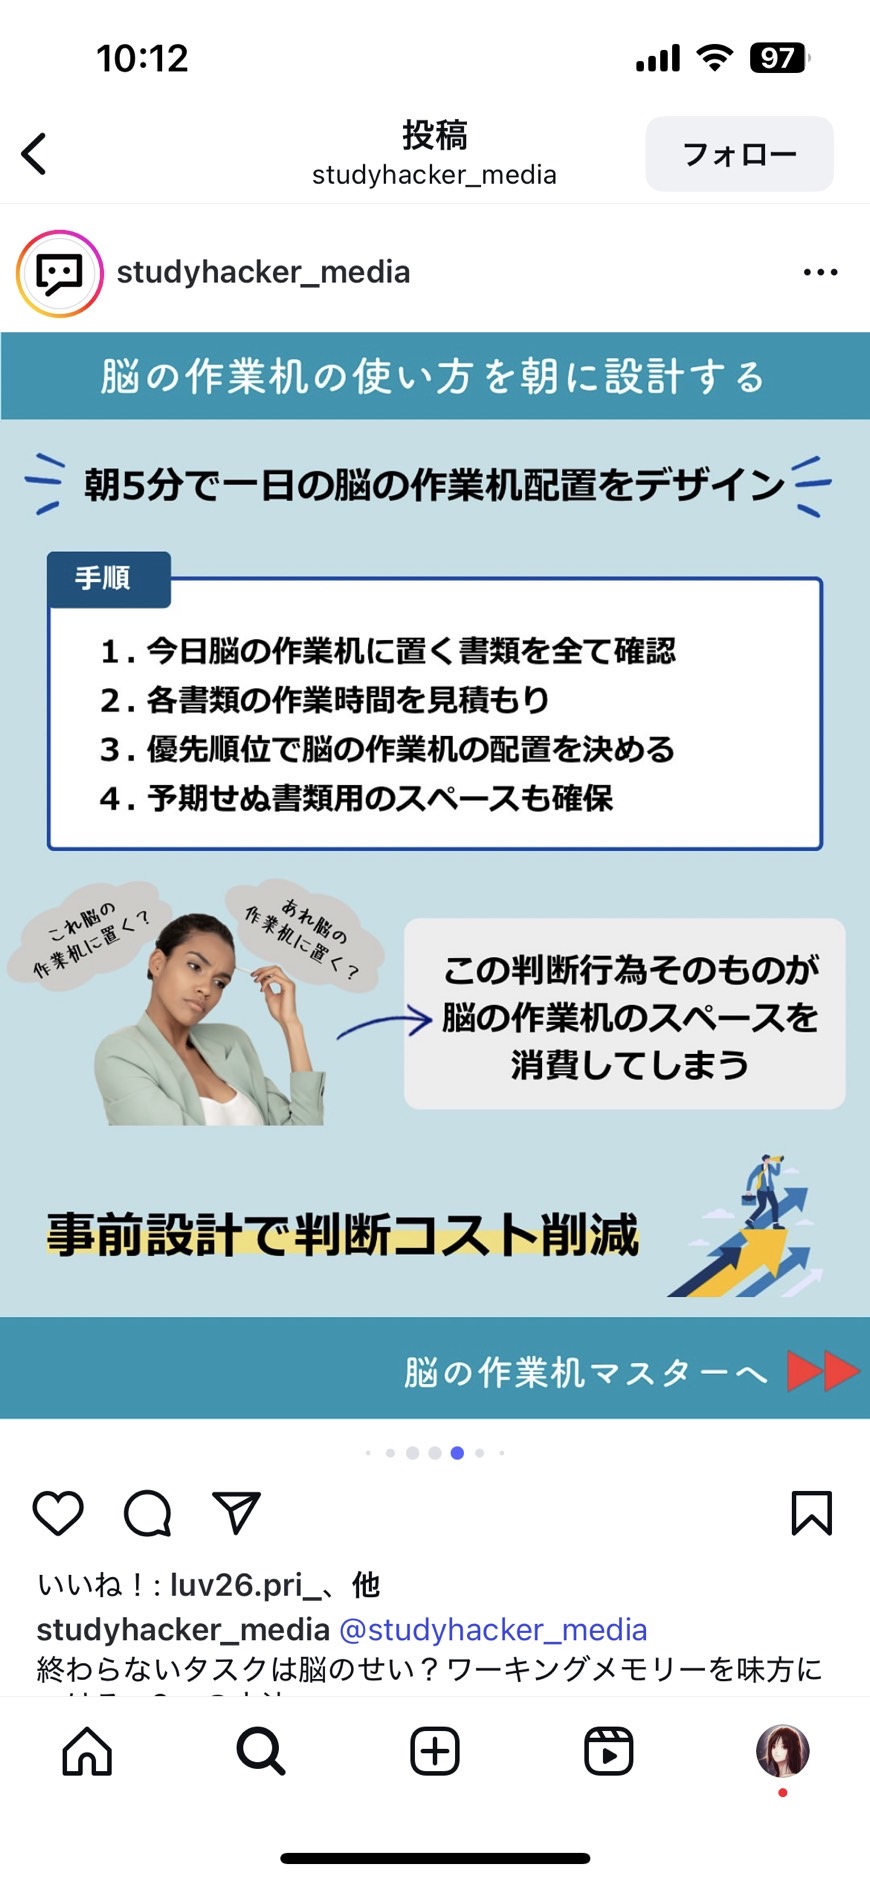 10:12
97
投稿
studyhacker_media
フォロー
studyhacker_media
脳の作業机の使い方を朝に設計する
朝5分で一日の脳の作業机配置をデザイン
手順
1. 今日脳の作業机に置く書類を全て確認
2. 各書類の作業時間を見積もり
3. 優先順位で脳の作業机の配置を決める
4. 予期せぬ書類用のスペースも確保
これ脳の
作業机に置く？
あれ脳の
作業机に置く？
この判断行為そのものが
脳の作業机のスペースを
消費してしまう
事前設計で判断コスト削減
脳の作業机マスターへ
いいね！: luv26.pri_、他
studyhacker_media @studyhacker_media
終わらないタスクは脳のせい？ワーキングメモリーを味方に